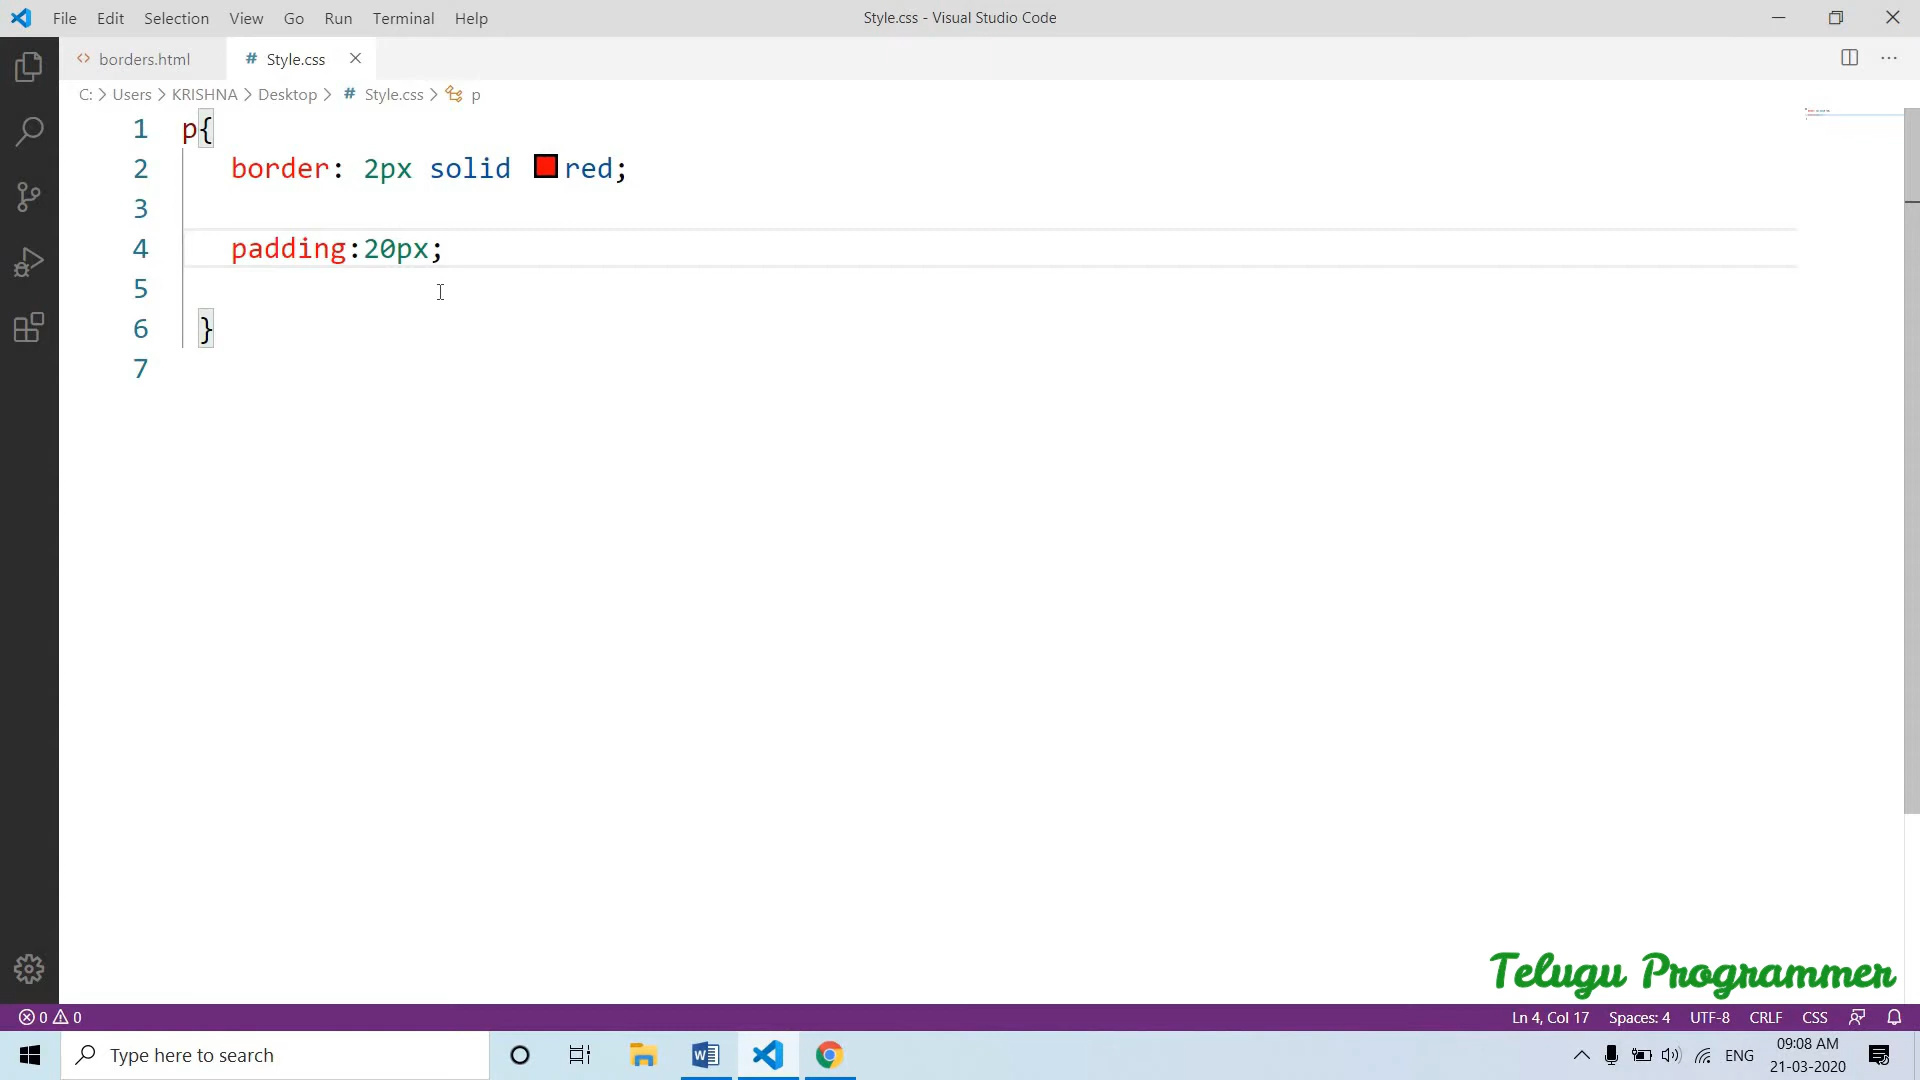 File Edit Selection View Go Run Terminal Help Style.css - Visual Studio Code
borders.html # Style.css
C: > Users > KRISHNA > Desktop > # Style.css > p
1 p{
2 border: 2px solid red;
3
4 padding:20px;
5
6 }
7
Telugu Programmer
0 0 Ln 4, Col 17 Spaces: 4 UTF-8 CRLF CSS
Type here to search ENG 09:08 AM
21-03-2020